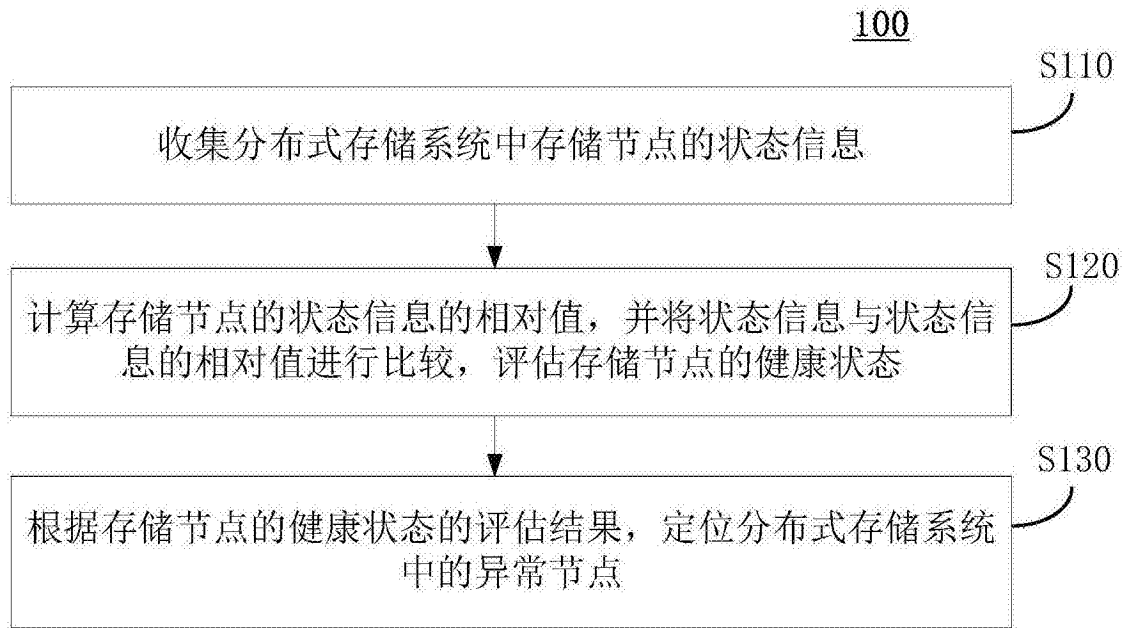 100
S110
收集分布式存储系统中存储节点的状态信息
S120
计算存储节点的状态信息的相对值，并将状态信息与状态信
息的相对值进行比较，评估存储节点的健康状态
S130
根据存储节点的健康状态的评估结果，定位分布式存储系统
中的异常节点